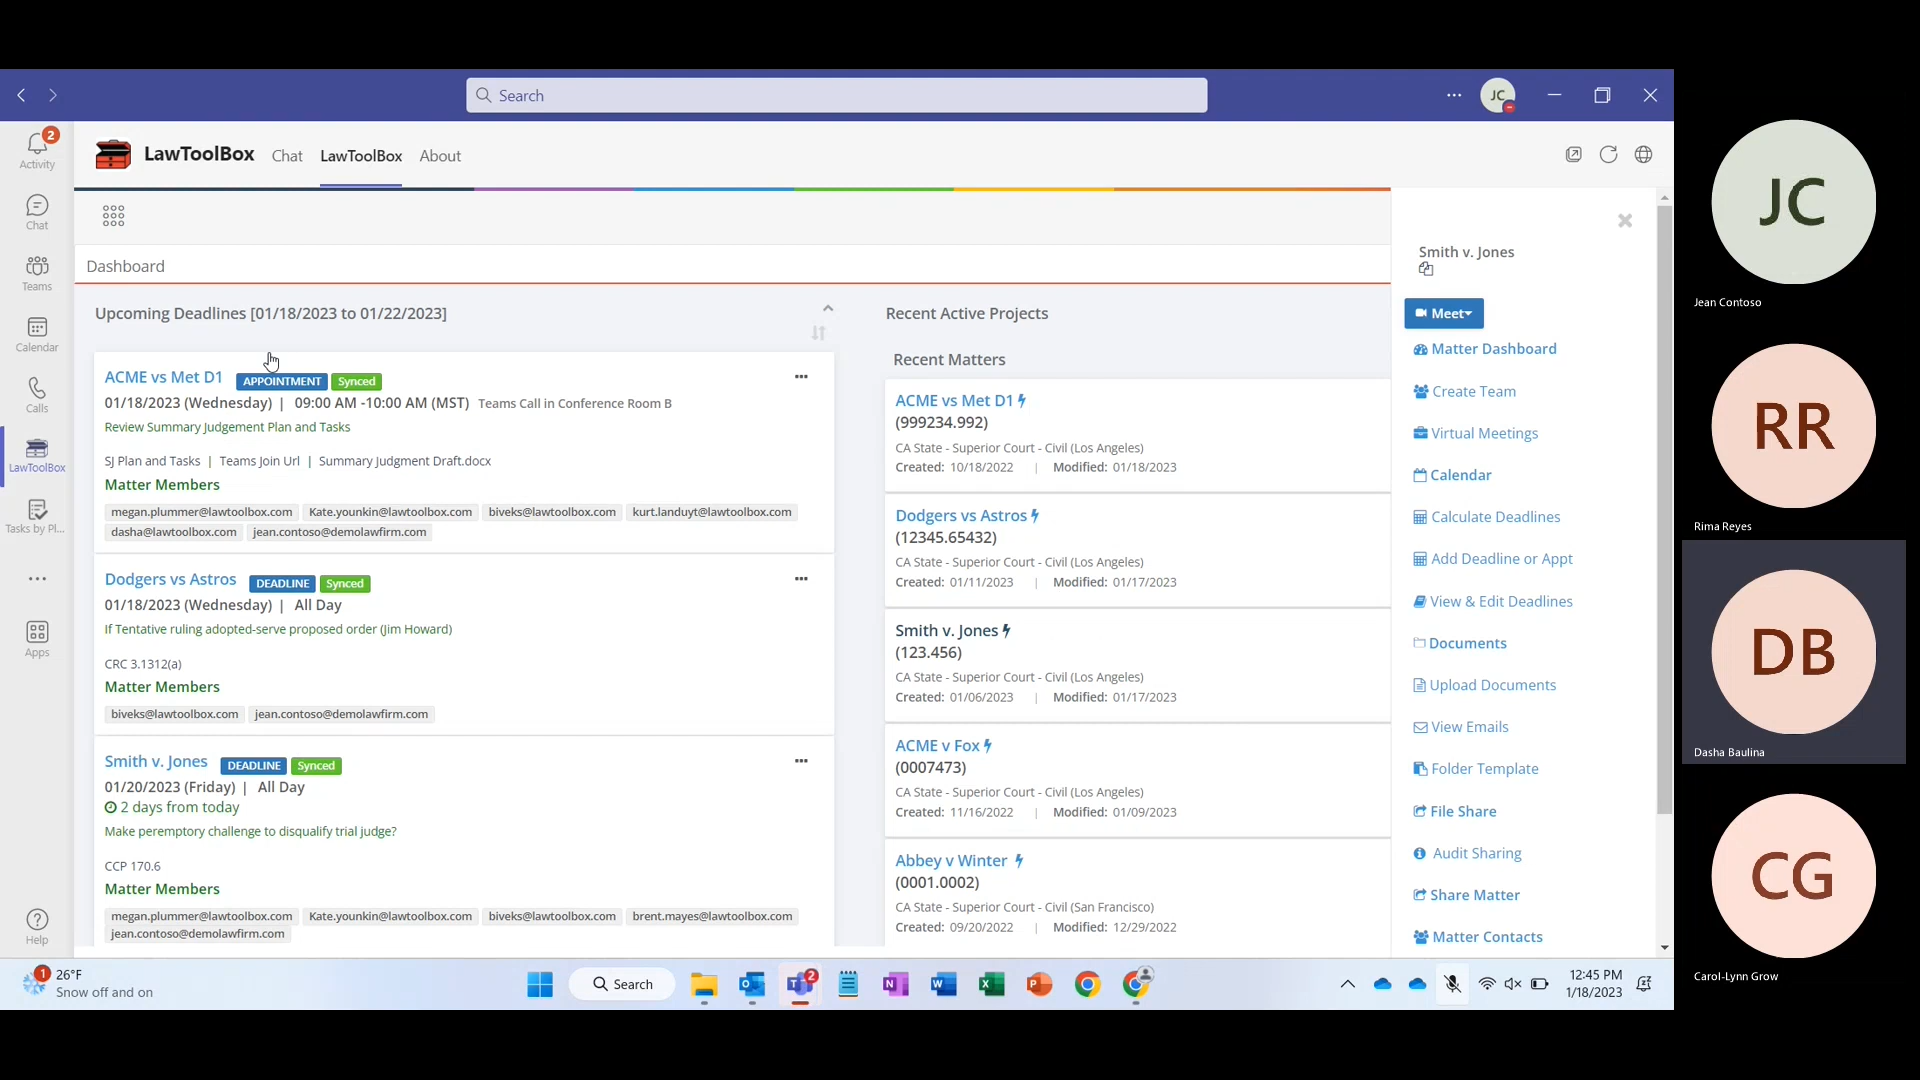 Search
JC
2
Activity
Chat
Teams
Calendar
Calls
LawToolBox
Tasks by Pl...
Apps
Help
LawToolBox Chat LawToolBox About
Dashboard
Upcoming Deadlines [01/18/2023 to 01/22/2023]
ACME vs Met D1 APPOINTMENT Synced
01/18/2023 (Wednesday) | 09:00 AM -10:00 AM (MST) Teams Call in Conference Room B
Review Summary Judgement Plan and Tasks
SJ Plan and Tasks | Teams Join Url | Summary Judgment Draft.docx
Matter Members
megan.plummer@lawtoolbox.com Kate.younkin@lawtoolbox.com biveks@lawtoolbox.com kurt.landuyt@lawtoolbox.com
dasha@lawtoolbox.com jean.contoso@demolawfirm.com
Dodgers vs Astros DEADLINE Synced
01/18/2023 (Wednesday) | All Day
If Tentative ruling adopted-serve proposed order (Jim Howard)
CRC 3.1312(a)
Matter Members
biveks@lawtoolbox.com jean.contoso@demolawfirm.com
Smith v. Jones DEADLINE Synced
01/20/2023 (Friday) | All Day
2 days from today
Make peremptory challenge to disqualify trial judge?
CCP 170.6
Matter Members
megan.plummer@lawtoolbox.com Kate.younkin@lawtoolbox.com biveks@lawtoolbox.com brent.mayes@lawtoolbox.com
jean.contoso@demolawfirm.com
Recent Active Projects
Recent Matters
ACME vs Met D1
(999234.992)
CA State - Superior Court - Civil (Los Angeles)
Created: 10/18/2022 | Modified: 01/18/2023
Dodgers vs Astros
(12345.65432)
CA State - Superior Court - Civil (Los Angeles)
Created: 01/11/2023 | Modified: 01/17/2023
Smith v. Jones
(123.456)
CA State - Superior Court - Civil (Los Angeles)
Created: 01/06/2023 | Modified: 01/17/2023
ACME v Fox
(0007473)
CA State - Superior Court - Civil (Los Angeles)
Created: 11/16/2022 | Modified: 01/09/2023
Abbey v Winter
(0001.0002)
CA State - Superior Court - Civil (San Francisco)
Created: 09/20/2022 | Modified: 12/29/2022
Smith v. Jones
Meet
Matter Dashboard
Create Team
Virtual Meetings
Calendar
Calculate Deadlines
Add Deadline or Appt
View & Edit Deadlines
Documents
Upload Documents
View Emails
Folder Template
File Share
Audit Sharing
Share Matter
Matter Contacts
JC
Jean Contoso
RR
Rima Reyes
DB
Dasha Baulina
CG
Carol-Lynn Grow
1
26°F
Snow off and on
Search
2
12:45 PM
1/18/2023